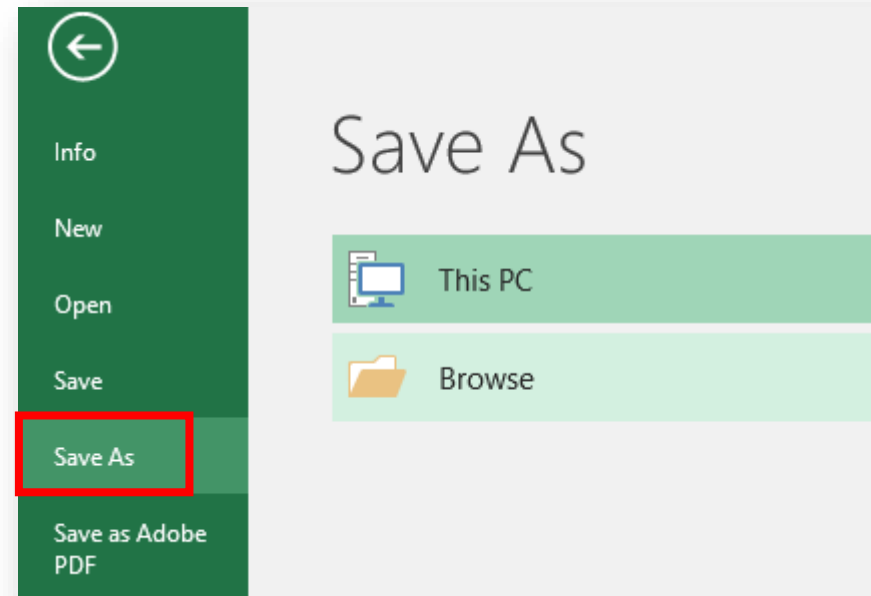 Info
New
Open
Save
Save As
Save as Adobe
PDF
Save As
This PC
Browse